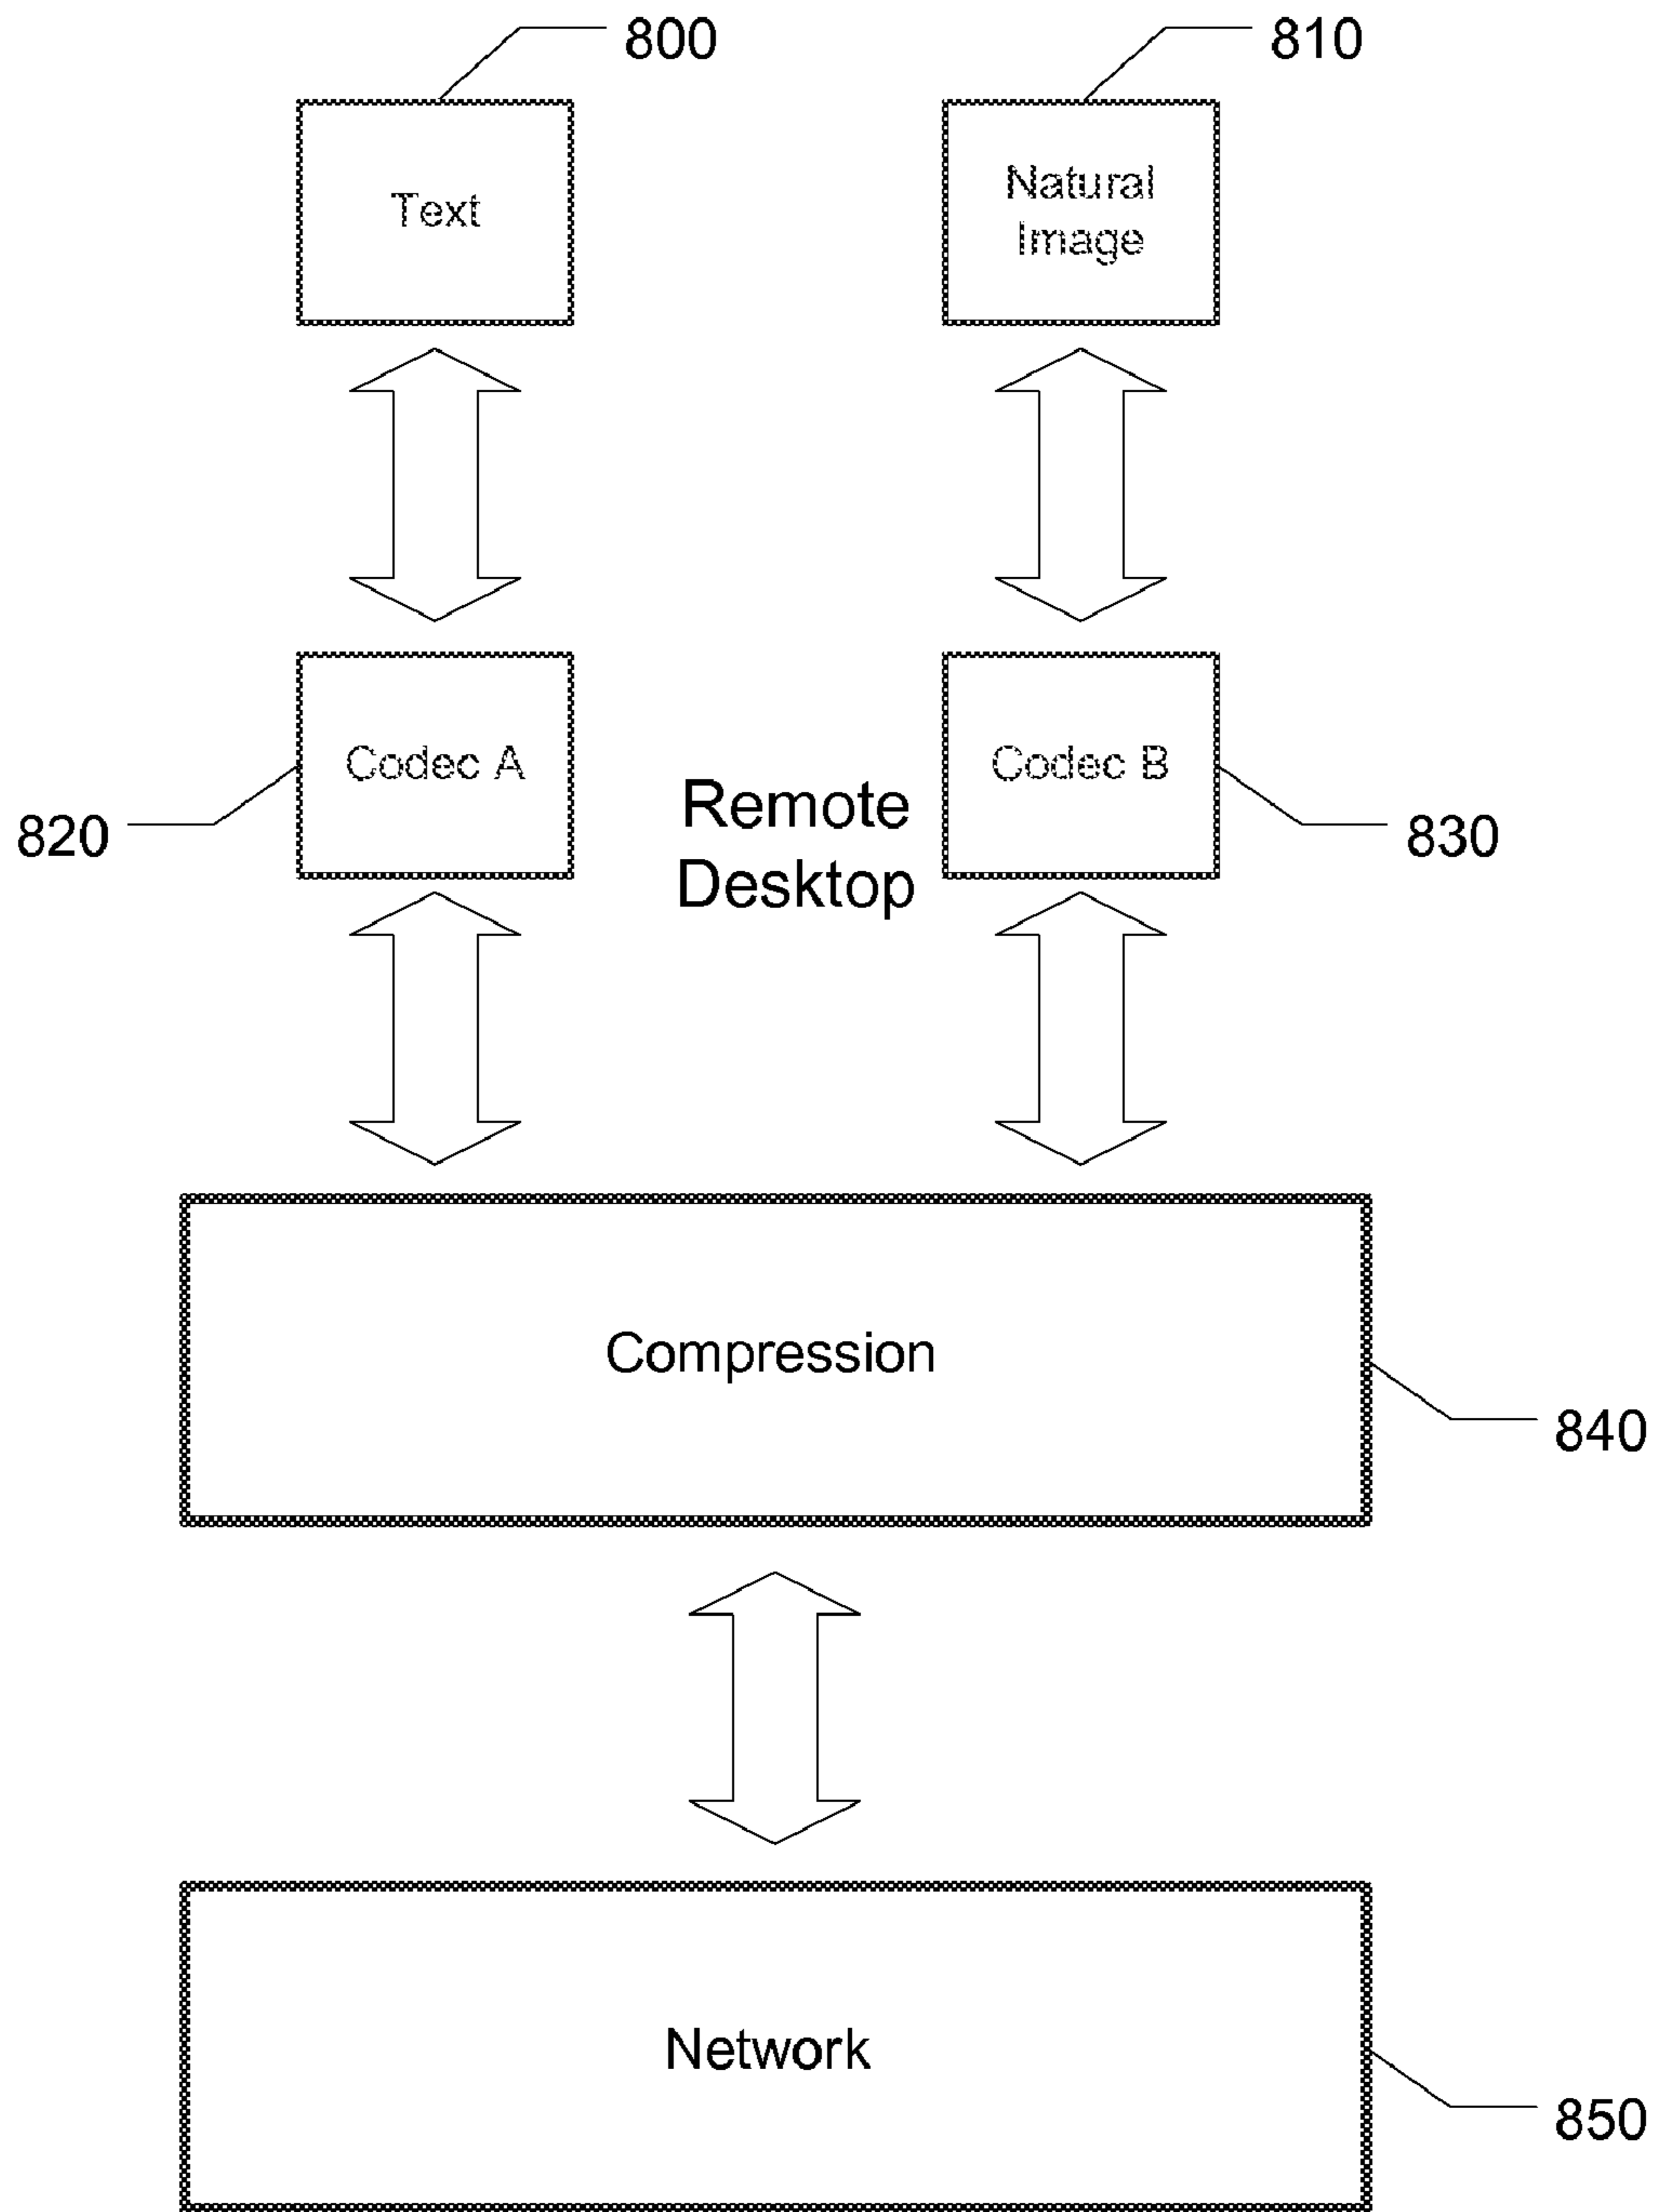 800
810
Text
Natural
Image
Codec A
Codec B
Remote
Desktop
820
830
Compression
840
Network
850